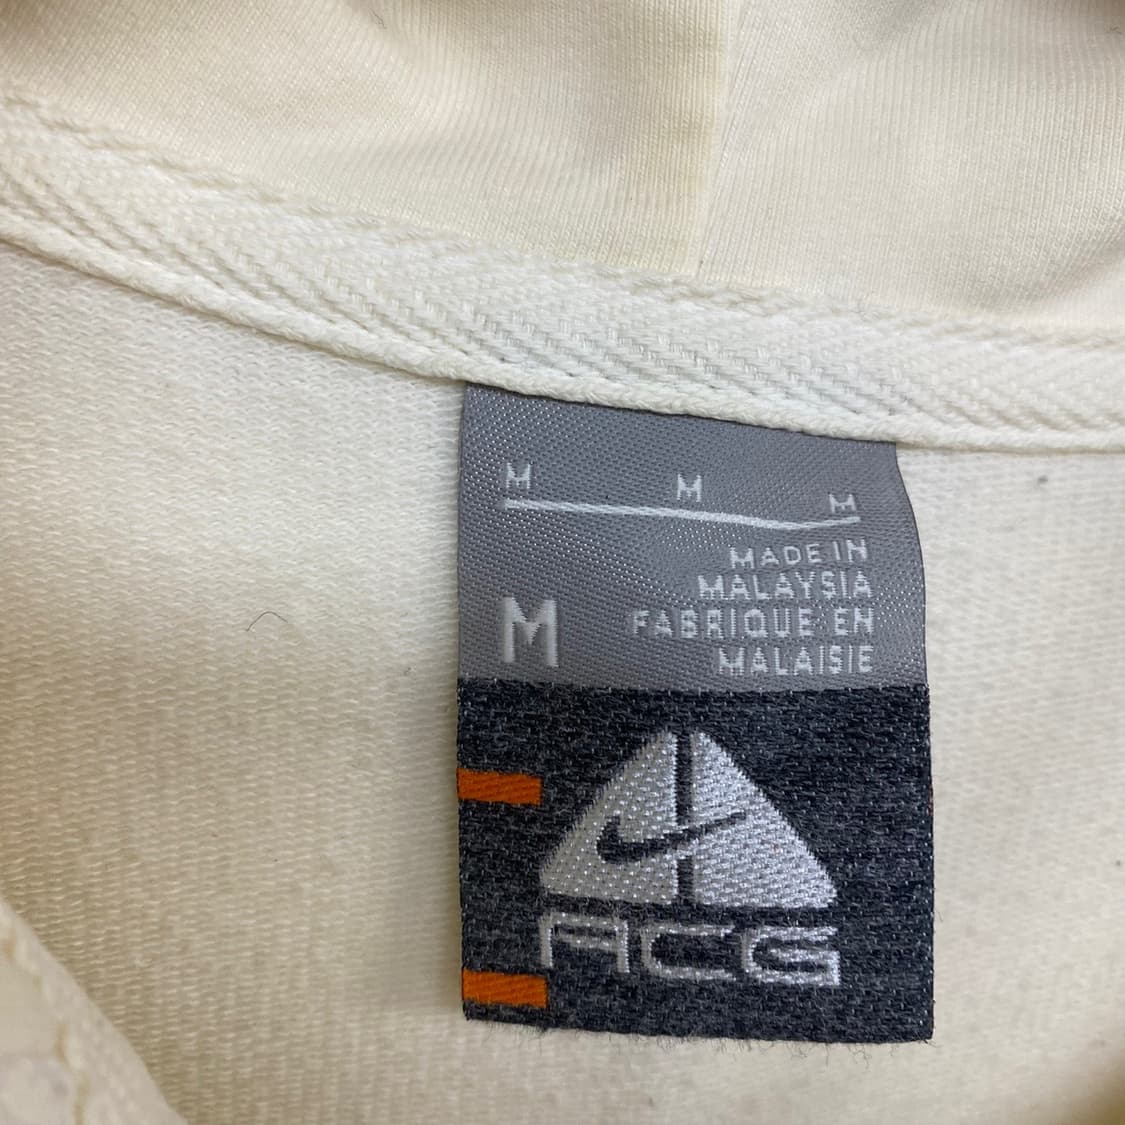 M M M
MADE IN
MALAYSIA
M FABRIQUE EN
MALAISIE
ACG